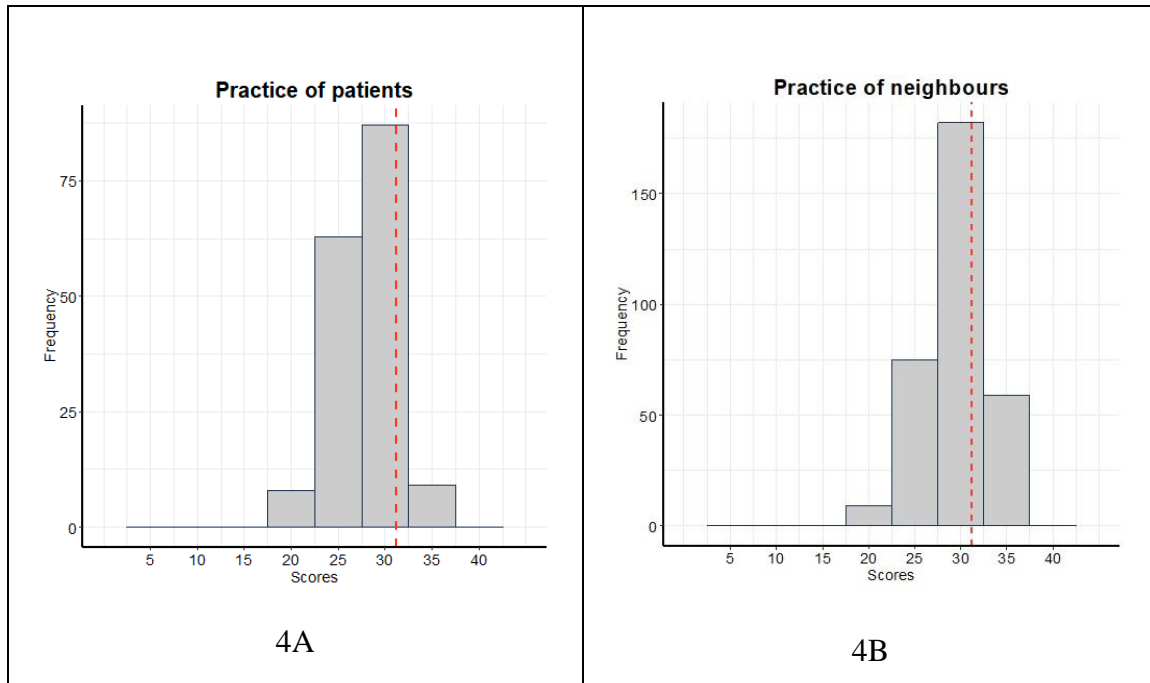 Practice of patients
75
50
25
0
Frequency
5 10 15 20 25 30 35 40
Scores
4A
Practice of neighbours
150
100
50
0
Frequency
5 10 15 20 25 30 35 40
Scores
4B